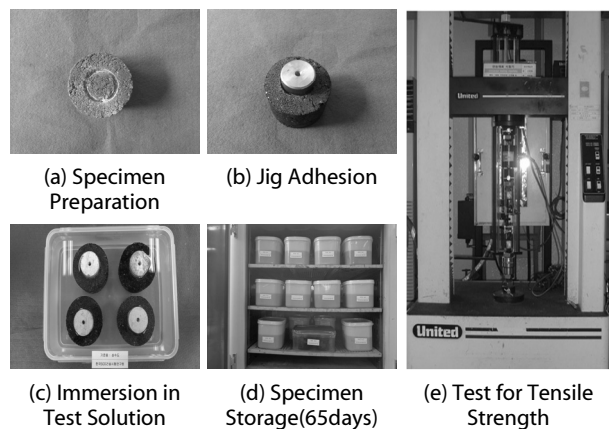 United
(a) Specimen
Preparation
(b) Jig Adhesion
United
(c) Immersion in
Test Solution
(d) Specimen
Storage(65days)
(e) Test for Tensile
Strength